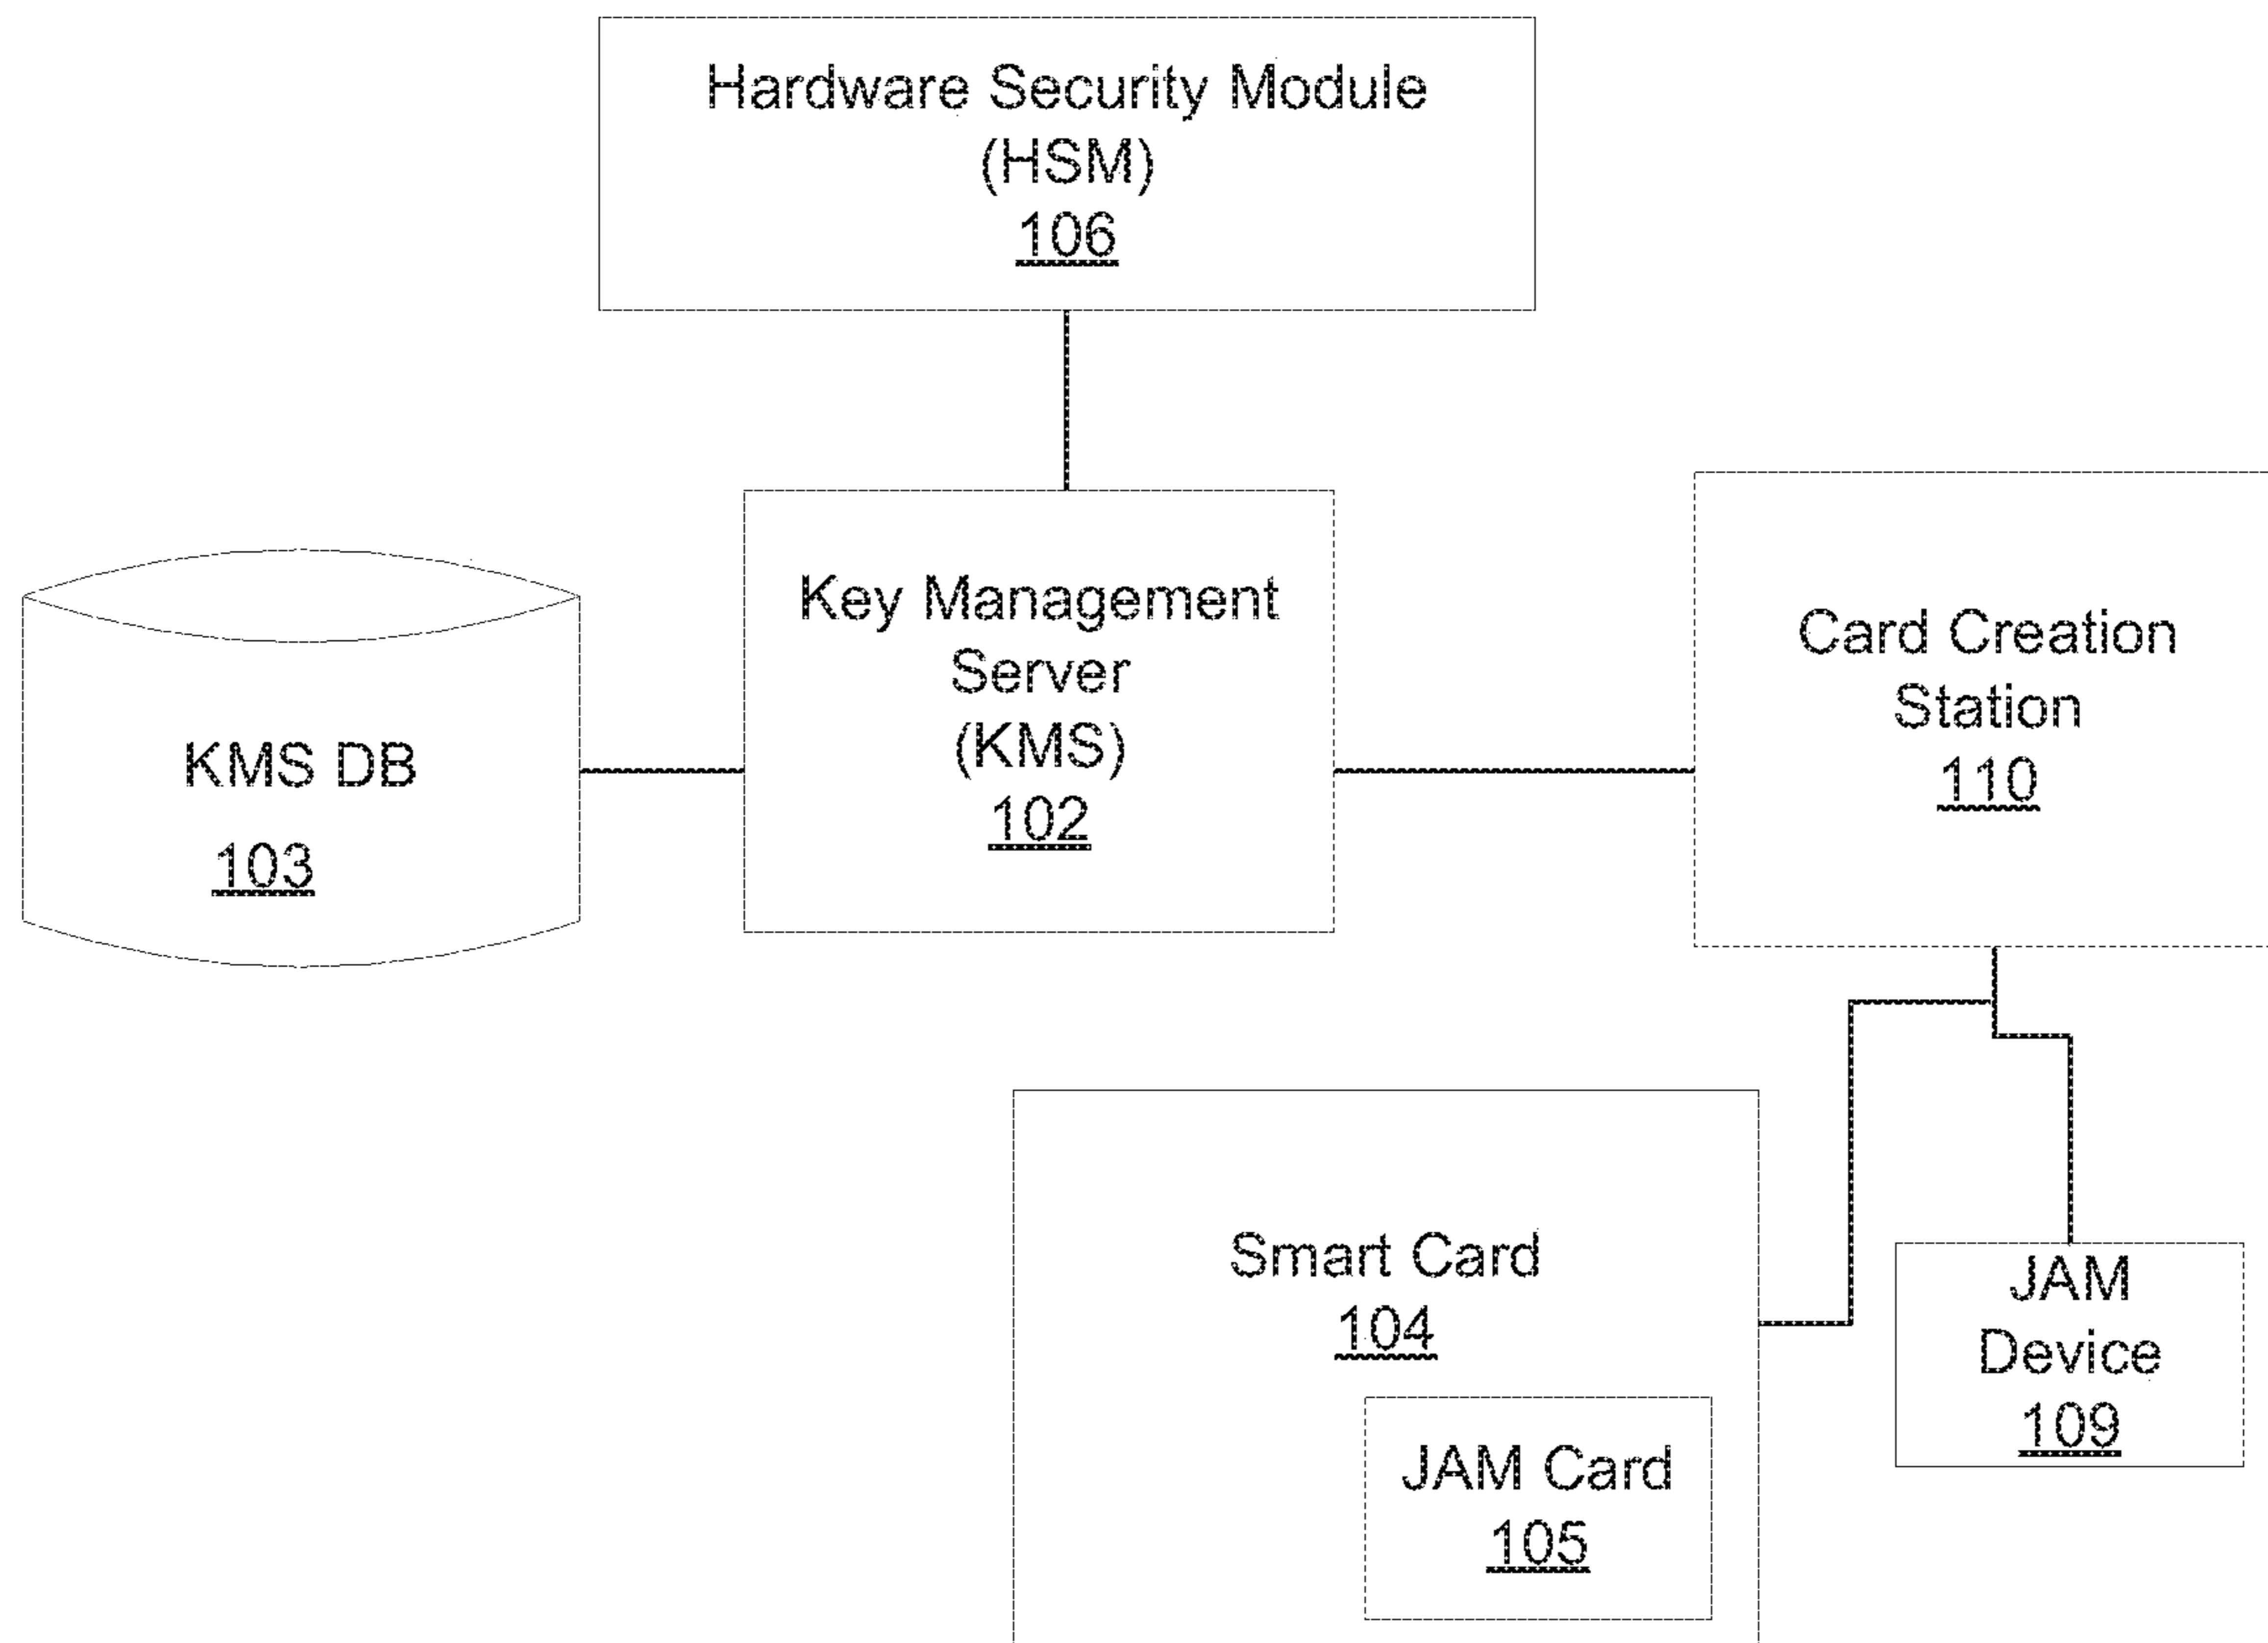 Hardware Security Module
(HSM)
106
Key Management
Server
(KMS)
102
KMS DB
103
Card Creation
Station
110
Smart Card
104
JAM Card
105
JAM
Device
109